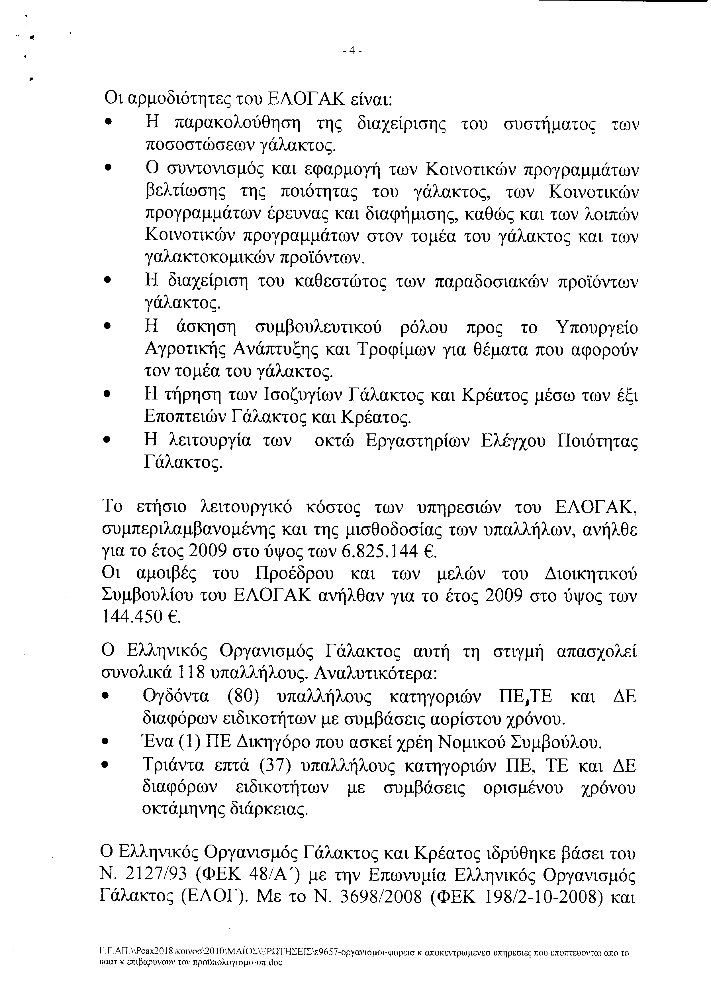 - 4 -
Οι αρμοδιότητες του ΕΛΟΓΑΚ είναι:
• Η παρακολούθηση της διαχείρισης του συστήματος των
ποσοστώσεων γάλακτος.
• Ο συντονισμός και εφαρμογή των Κοινοτικών προγραμμάτων
βελτίωσης της ποιότητας του γάλακτος, των Κοινοτικών
προγραμμάτων έρευνας και διαφήμισης, καθώς και των λοιπών
Κοινοτικών προγραμμάτων στον τομέα του γάλακτος και των
γαλακτοκομικών προϊόντων.
• Η διαχείριση του καθεστώτος των παραδοσιακών προϊόντων
γάλακτος.
• Η άσκηση συμβουλευτικού ρόλου προς το Υπουργείο
Αγροτικής Ανάπτυξης και Τροφίμων για θέματα που αφορούν
τον τομέα του γάλακτος.
• Η τήρηση των Ισοζυγίων Γάλακτος και Κρέατος μέσω των έξι
Εποπτειών Γάλακτος και Κρέατος.
• Η λειτουργία των οκτώ Εργαστηρίων Ελέγχου Ποιότητας
Γάλακτος.
Το ετήσιο λειτουργικό κόστος των υπηρεσιών του ΕΛΟΓΑΚ,
συμπεριλαμβανομένης και της μισθοδοσίας των υπαλλήλων, ανήλθε
για το έτος 2009 στο ύψος των 6.825.144 €.
Οι αμοιβές του Προέδρου και των μελών του Διοικητικού
Συμβουλίου του ΕΛΟΓΑΚ ανήλθαν για το έτος 2009 στο ύψος των
144.450 €.
Ο Ελληνικός Οργανισμός Γάλακτος αυτή τη στιγμή απασχολεί
συνολικά 118 υπαλλήλους. Αναλυτικότερα:
• Ογδόντα (80) υπαλλήλους κατηγοριών ΠΕ,ΤΕ και ΔΕ
διαφόρων ειδικοτήτων με συμβάσεις αορίστου χρόνου.
• Ένα (1) ΠΕ Δικηγόρο που ασκεί χρέη Νομικού Συμβούλου.
• Τριάντα επτά (37) υπαλλήλους κατηγοριών ΠΕ, ΤΕ και ΔΕ
διαφόρων ειδικοτήτων με συμβάσεις ορισμένου χρόνου
οκτάμηνης διάρκειας.
Ο Ελληνικός Οργανισμός Γάλακτος και Κρέατος ιδρύθηκε βάσει του
Ν. 2127/93 (ΦΕΚ 48/Α΄) με την Επωνυμία Ελληνικός Οργανισμός
Γάλακτος (ΕΛΟΓ). Με το Ν. 3698/2008 (ΦΕΚ 198/2-10-2008) και
Γ.Γ.ΑΠ.\\Pcax2018\κοινοσ\2010\ΜΑΪΟΣ\ΕΡΩΤΗΣΕΙΣ\ε9657-οργανισμοι-φορεισ κ αποκεντρωμενεσ υπηρεσιες που εποπτευονται απο το
υαατ κ επιβαρυνουν τον προϋπολογισμο-υπ.doc